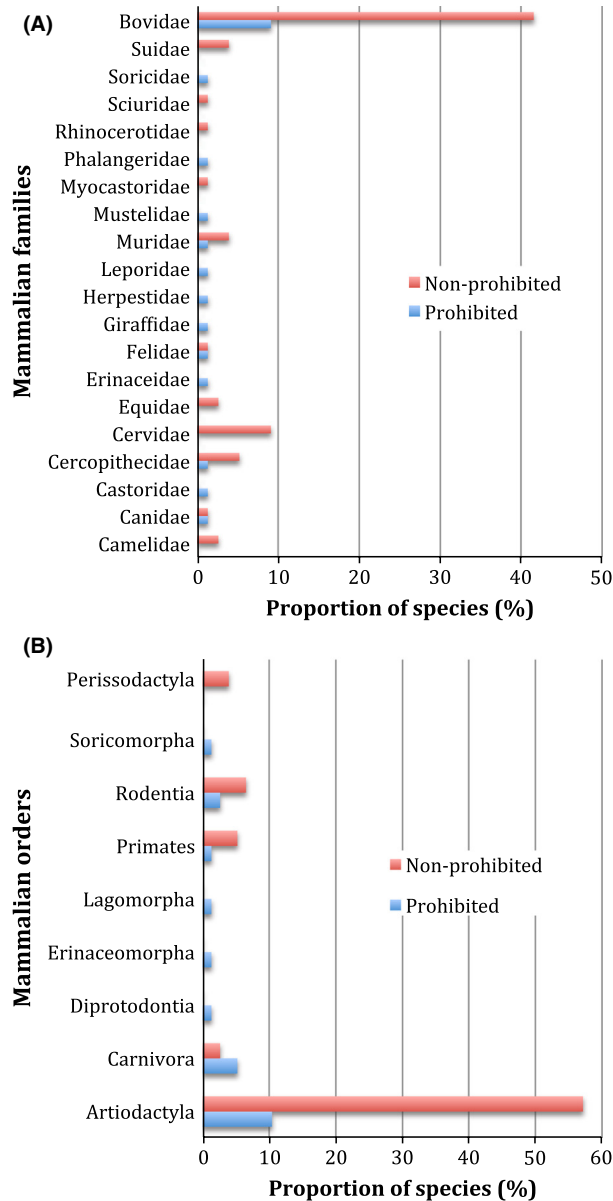 (A)
Mammalian families
Bovidae
Suidae
Soricidae
Sciuridae
Rhinocerotidae
Phalangeridae
Myocastoridae
Mustelidae
Muridae
Leporidae
Herpestidae
Giraffidae
Felidae
Erinaceidae
Equidae
Cervidae
Cercopithecidae
Castoridae
Canidae
Camelidae
Non-prohibited
Prohibited
0 10 20 30 40 50
Proportion of species (%)
(B)
Mammalian orders
Perissodactyla
Soricomorpha
Rodentia
Primates
Lagomorpha
Erinaceomorpha
Diprotodontia
Carnivora
Artiodactyla
Non-prohibited
Prohibited
0 10 20 30 40 50 60
Proportion of species (%)